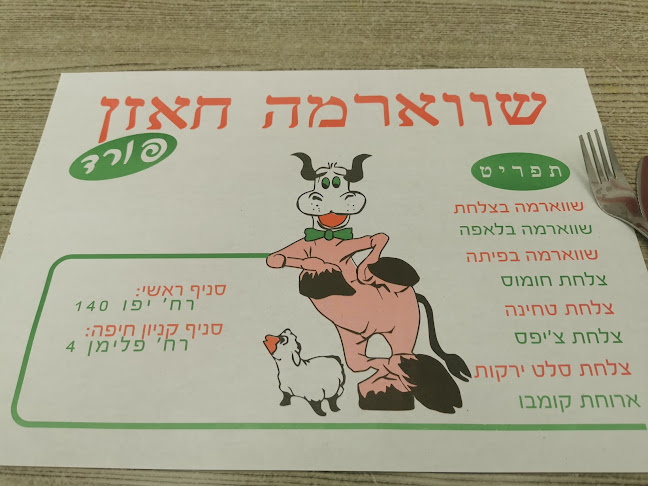 שווארמה חאזן
פורד
תפריט
שווארמה בצלחת
שווארמה בלאפה
שווארמה בפיתה
צלחת חומוס
צלחת טחינה
צלחת צ'יפס
צלחת סלט ירקות
ארוחת קומבו
סניף ראשי:
רח' יפו 140
סניף קניון חיפה:
רח' פלימן 4